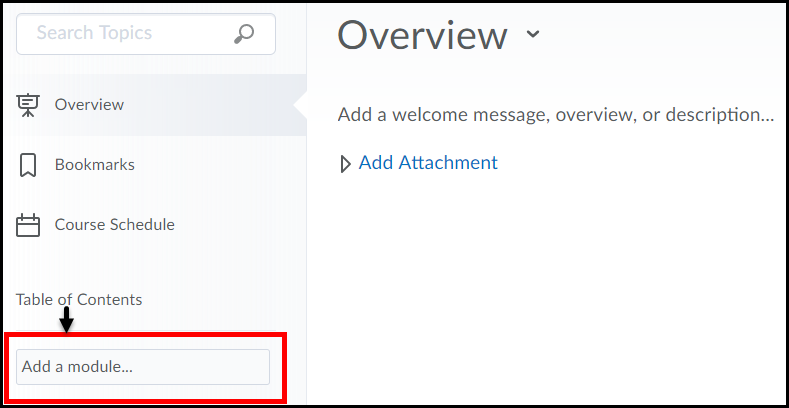 Search Topics
Overview
Bookmarks
Course Schedule
Table of Contents
Add a module...
Overview
Add a welcome message, overview, or description...
Add Attachment